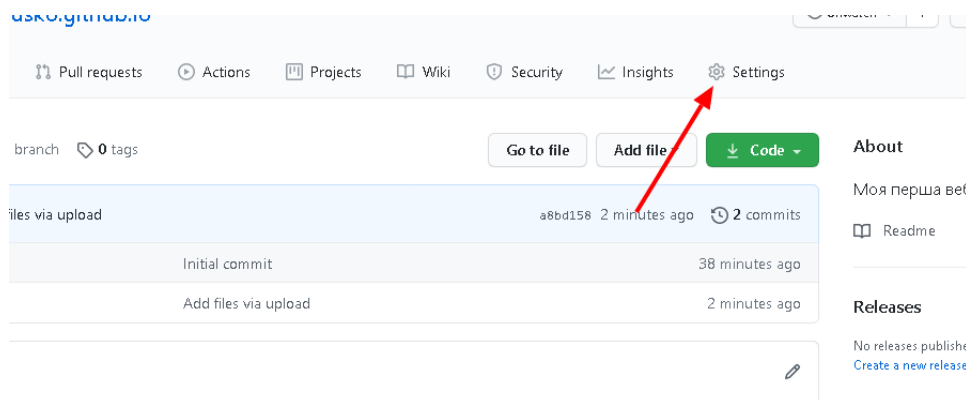 Pull requests Actions Projects Wiki Security Insights Settings
branch 0 tags
Go to file Add file Code
About
Моя перша веб
files via upload a8bd158 2 minutes ago 2 commits
Readme
Initial commit 38 minutes ago
Add files via upload 2 minutes ago
Releases
No releases publishe
Create a new release